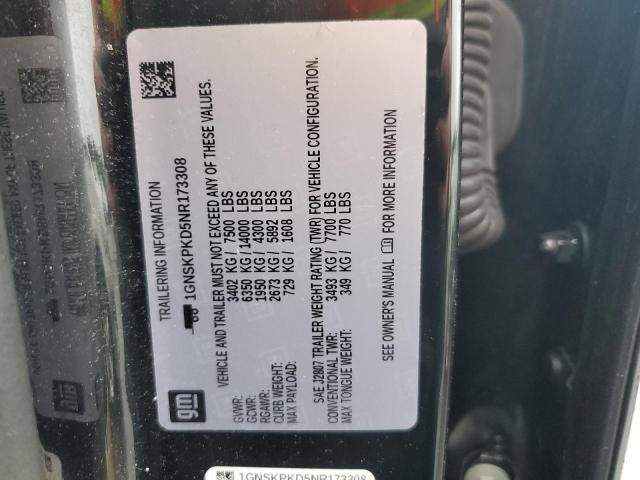 TRAILERING INFORMATION
1GNSKPKD5NR173308
VEHICLE AND TRAILER MUST NOT EXCEED ANY OF THESE VALUES.
GVWR: 3402 KG / 7500 LBS
GCWR: 6350 KG / 14000 LBS
RGAWR: 1950 KG / 4300 LBS
CURB WEIGHT: 2673 KG / 5892 LBS
MAX PAYLOAD: 729 KG / 1608 LBS
SAE J2807 TRAILER WEIGHT RATING (TWR) FOR VEHICLE CONFIGURATION.
CONVENTIONAL TWR: 3493 KG / 7700 LBS
MAX TONGUE WEIGHT: 349 KG / 770 LBS
SEE OWNER'S MANUAL FOR MORE INFORMATION
gm
1GNSKPKD5NR173308